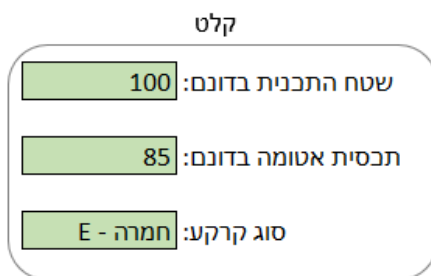 קלט
שטח התכנית בדונם: 100
תכסית אטומה בדונם: 85
סוג קרקע: חמרה - E